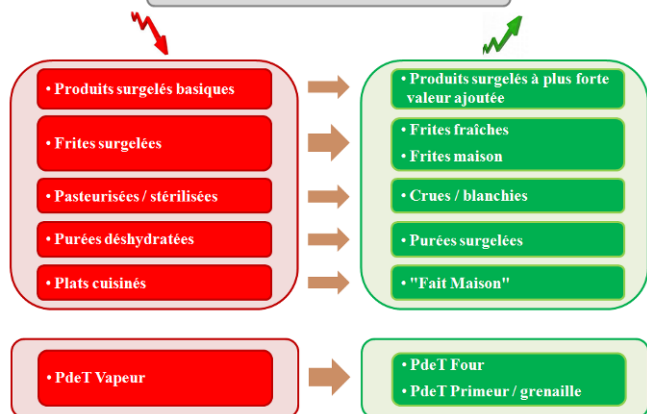 • Produits surgelés basiques
• Produits surgelés à plus forte
valeur ajoutée
• Frites surgelées
• Frites fraîches
• Frites maison
• Pasteurisées / stérilisées
• Crues / blanchies
• Purées déshydratées
• Purées surgelées
• Plats cuisinés
• "Fait Maison"
• PdeT Vapeur
• PdeT Four
• PdeT Primeur / grenaille